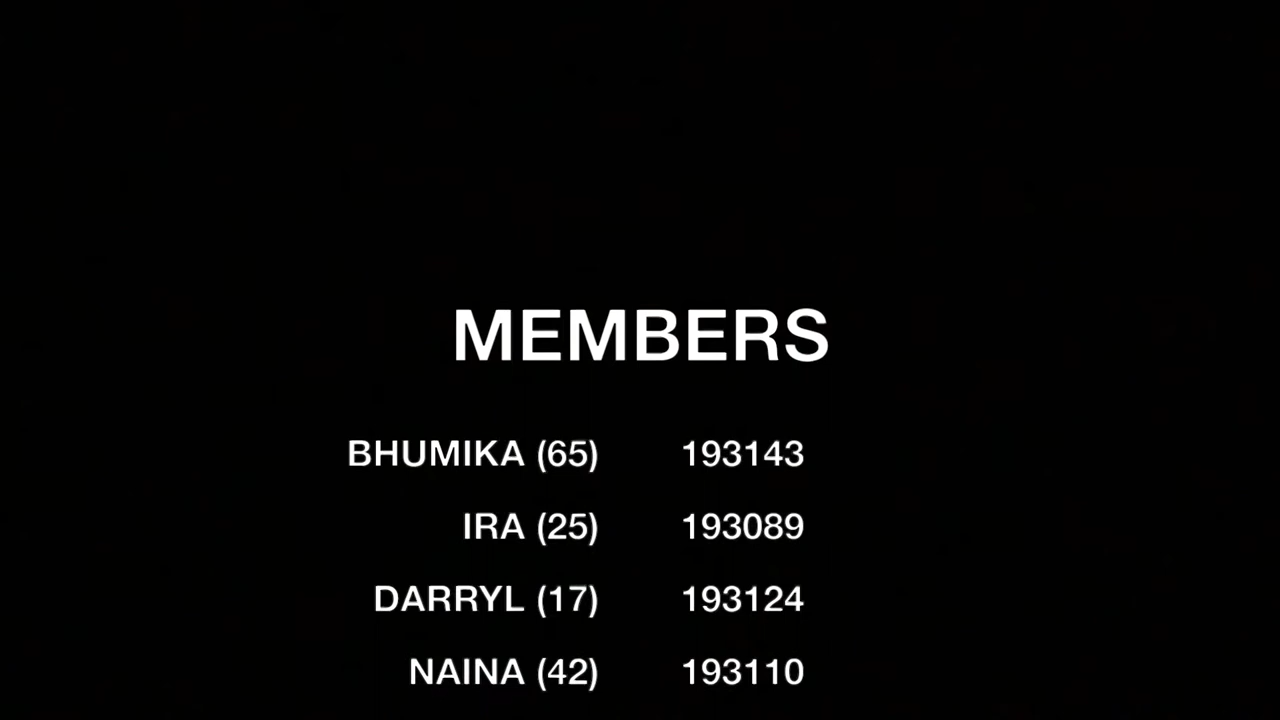 MEMBERS
BHUMIKA (65) 193143
IRA (25) 193089
DARRYL (17) 193124
NAINA (42) 193110